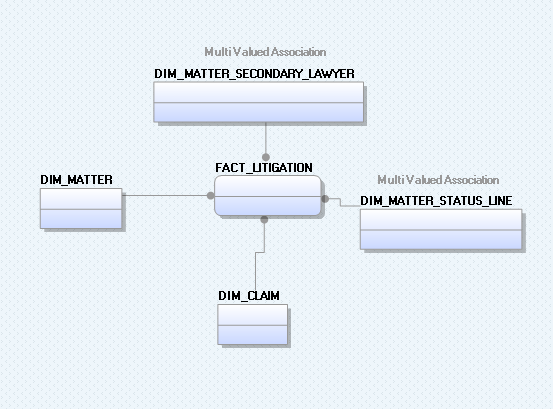 Multi Valued Association
DIM_MATTER_SECONDARY_LAWYER
FACT_LITIGATION
DIM_MATTER
Multi Valued Association
DIM_MATTER_STATUS_LINE
DIM_CLAIM